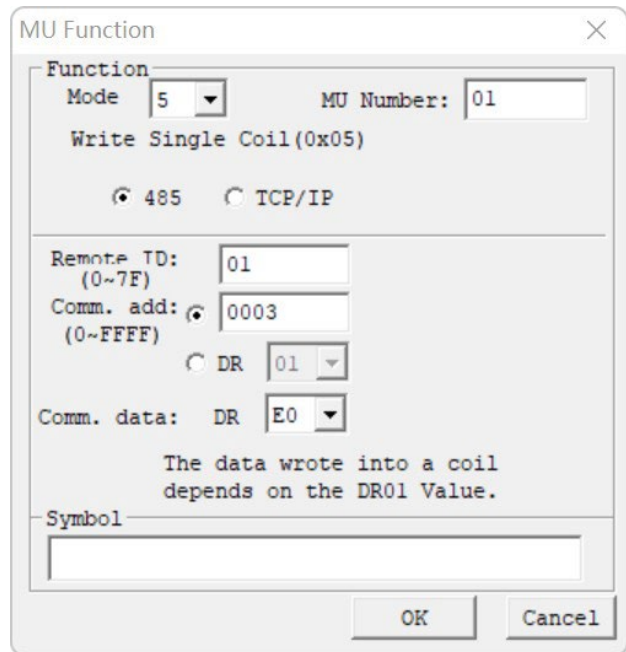 MU Function
Function
Mode 5 MU Number: 01
Write Single Coil(0x05)
485 TCP/IP
Remote ID: 01
(0~7F)
Comm. add: 0003
(0~FFFF)
DR 01
Comm. data: DR E0
The data wrote into a coil
depends on the DR01 Value.
Symbol
OK Cancel